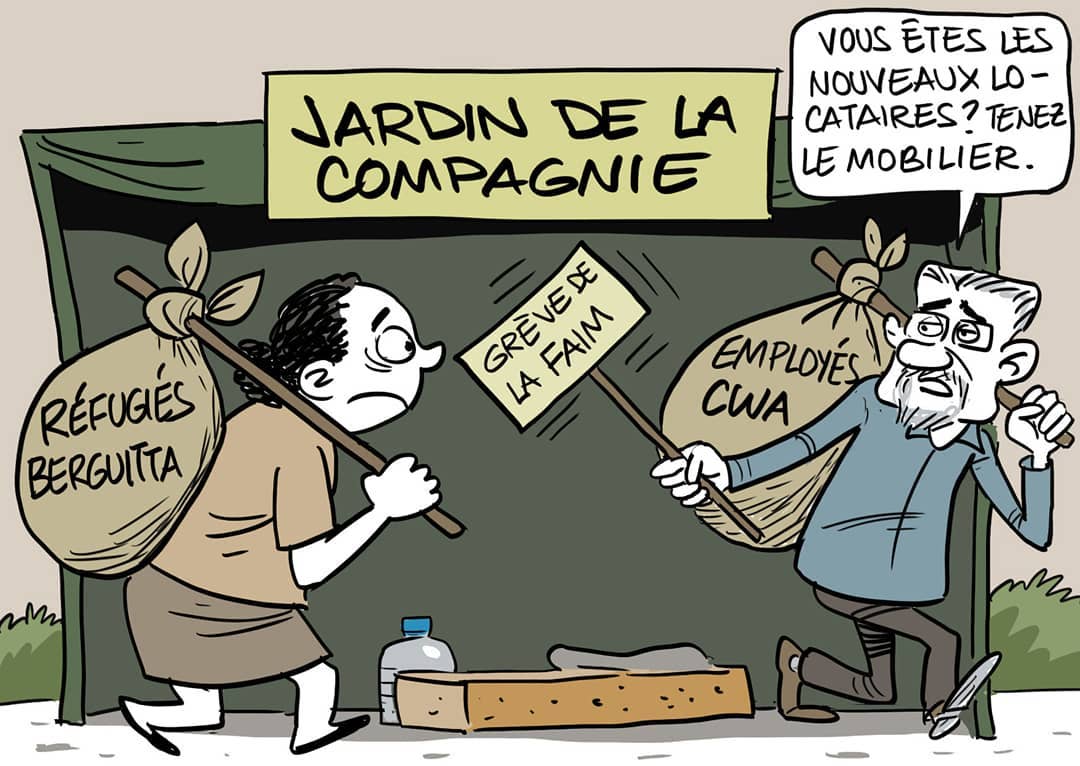 VOUS ÊTES LES
NOUVEAUX LO-
CATAIRES? TENEZ
LE MOBILIER.
JARDIN DE LA
COMPAGNIE
GRÈVE DE
LA FAIM
RÉFUGIÉS
BERGUITTA
EMPLOYÉS
CWA